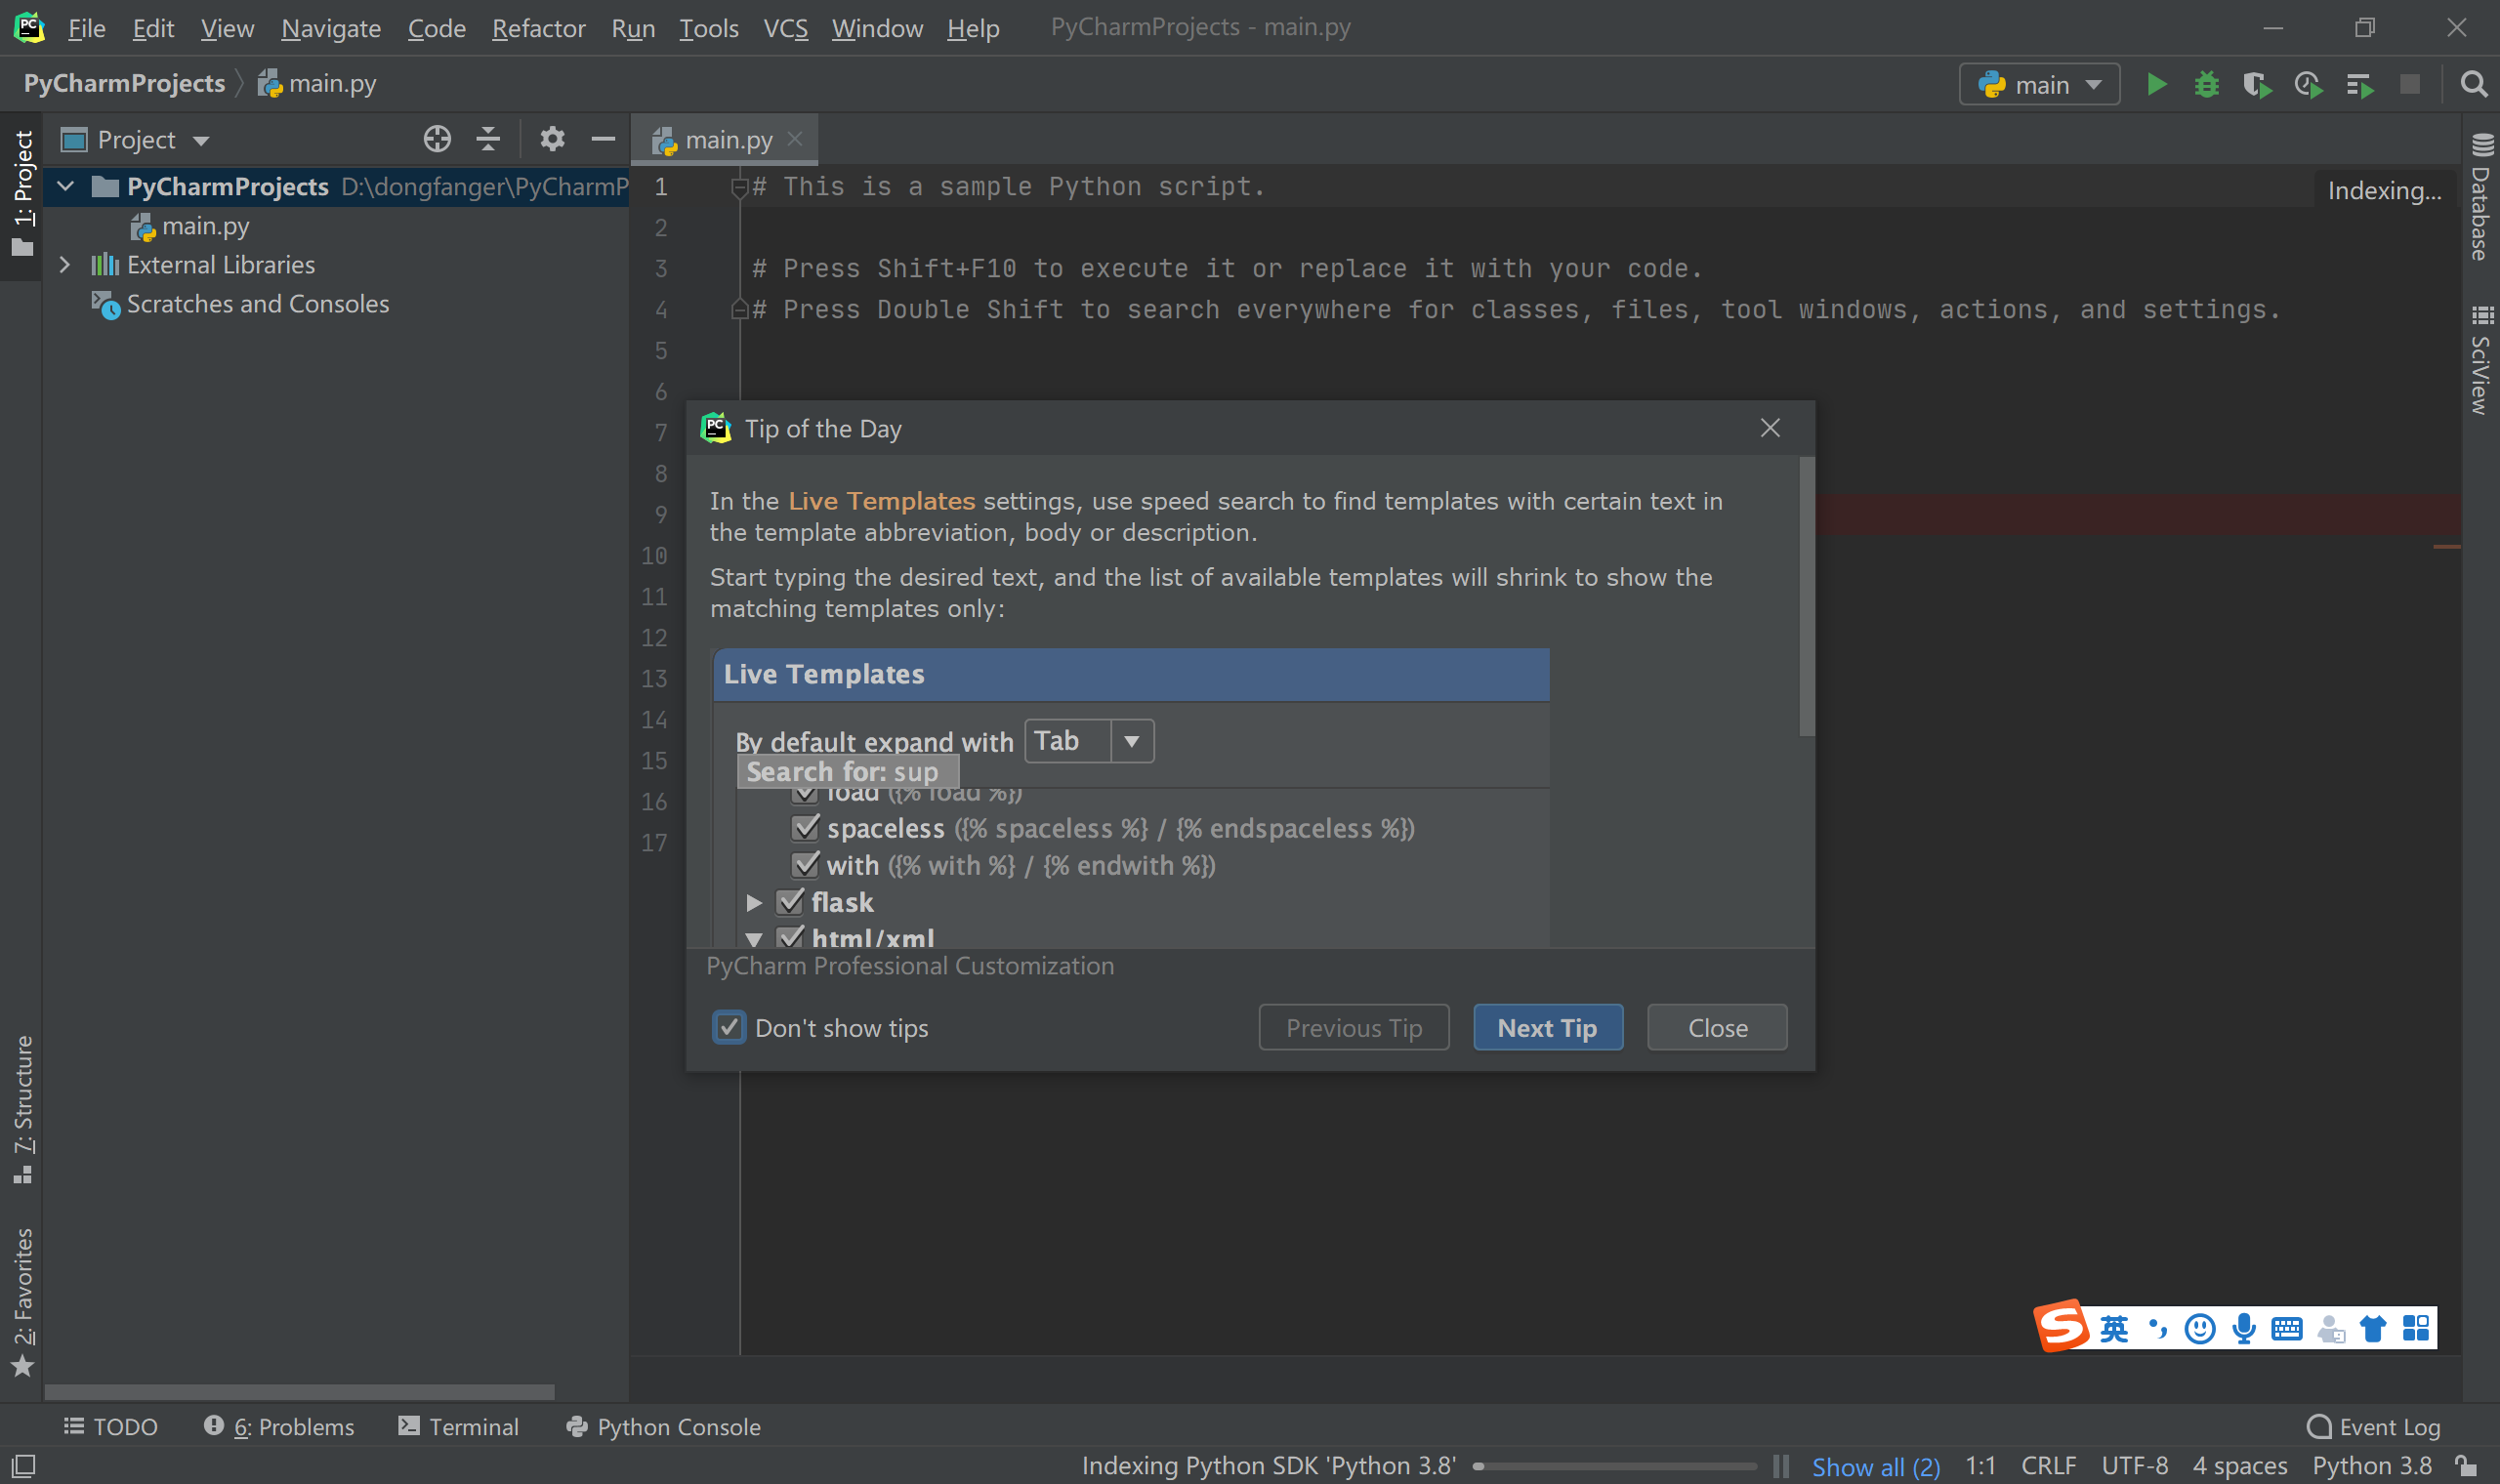 File Edit View Navigate Code Refactor Run Tools VCS Window Help PyCharmProjects - main.py
PyCharmProjects main.py
main
1: Project
Project
main.py
PyCharmProjects D:\dongfanger\PyCharmP
main.py
External Libraries
Scratches and Consoles
1 # This is a sample Python script.
2
3 # Press Shift+F10 to execute it or replace it with your code.
4 # Press Double Shift to search everywhere for classes, files, tool windows, actions, and settings.
5
6
7
8
9
10
11
12
13
14
15
16
17
Indexing...
Database
SciView
PC Tip of the Day
In the Live Templates settings, use speed search to find templates with certain text in
the template abbreviation, body or description.
Start typing the desired text, and the list of available templates will shrink to show the
matching templates only:
Live Templates
By default expand with Tab
Search for: sup
load ({% load %})
spaceless ({% spaceless %} / {% endspaceless %})
with ({% with %} / {% endwith %})
flask
html/xml
PyCharm Professional Customization
Don't show tips
Previous Tip Next Tip Close
7: Structure
2: Favorites
S 英
TODO 6: Problems Terminal Python Console Event Log
Indexing Python SDK 'Python 3.8' Show all (2) 1:1 CRLF UTF-8 4 spaces Python 3.8